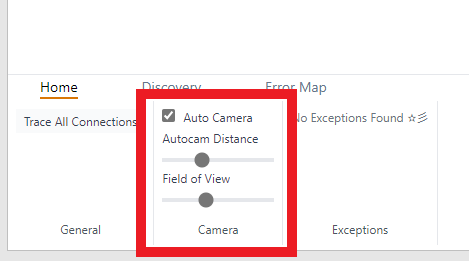 Home Discovery Error Map
Trace All Connections
Auto Camera
Autocam Distance
Field of View
No Exceptions Found ☆彡
General Camera Exceptions